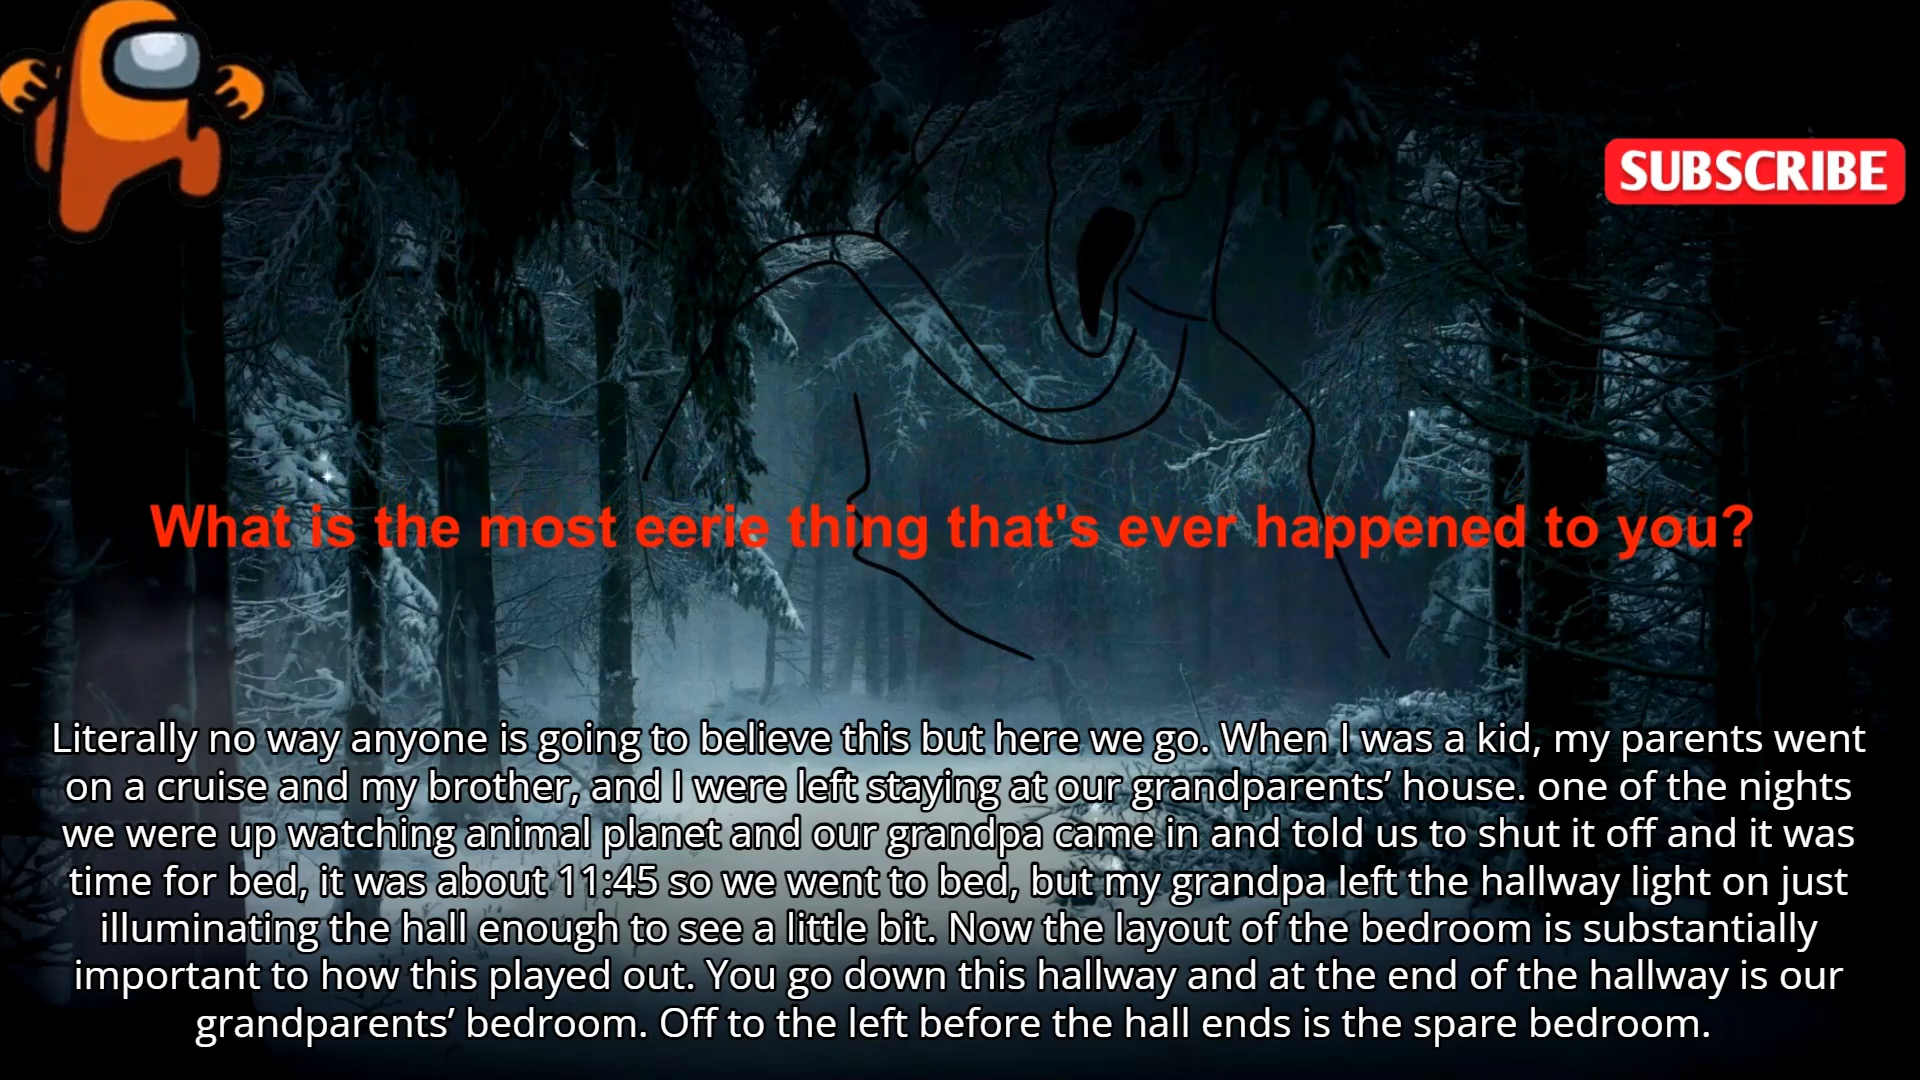 SUBSCRIBE
What is the most eerie thing that's ever happened to you?
Literally no way anyone is going to believe this but here we go. When I was a kid, my parents went
on a cruise and my brother, and I were left staying at our grandparents’ house. one of the nights
we were up watching animal planet and our grandpa came in and told us to shut it off and it was
time for bed, it was about 11:45 so we went to bed, but my grandpa left the hallway light on just
illuminating the hall enough to see a little bit. Now the layout of the bedroom is substantially
important to how this played out. You go down this hallway and at the end of the hallway is our
grandparents’ bedroom. Off to the left before the hall ends is the spare bedroom.